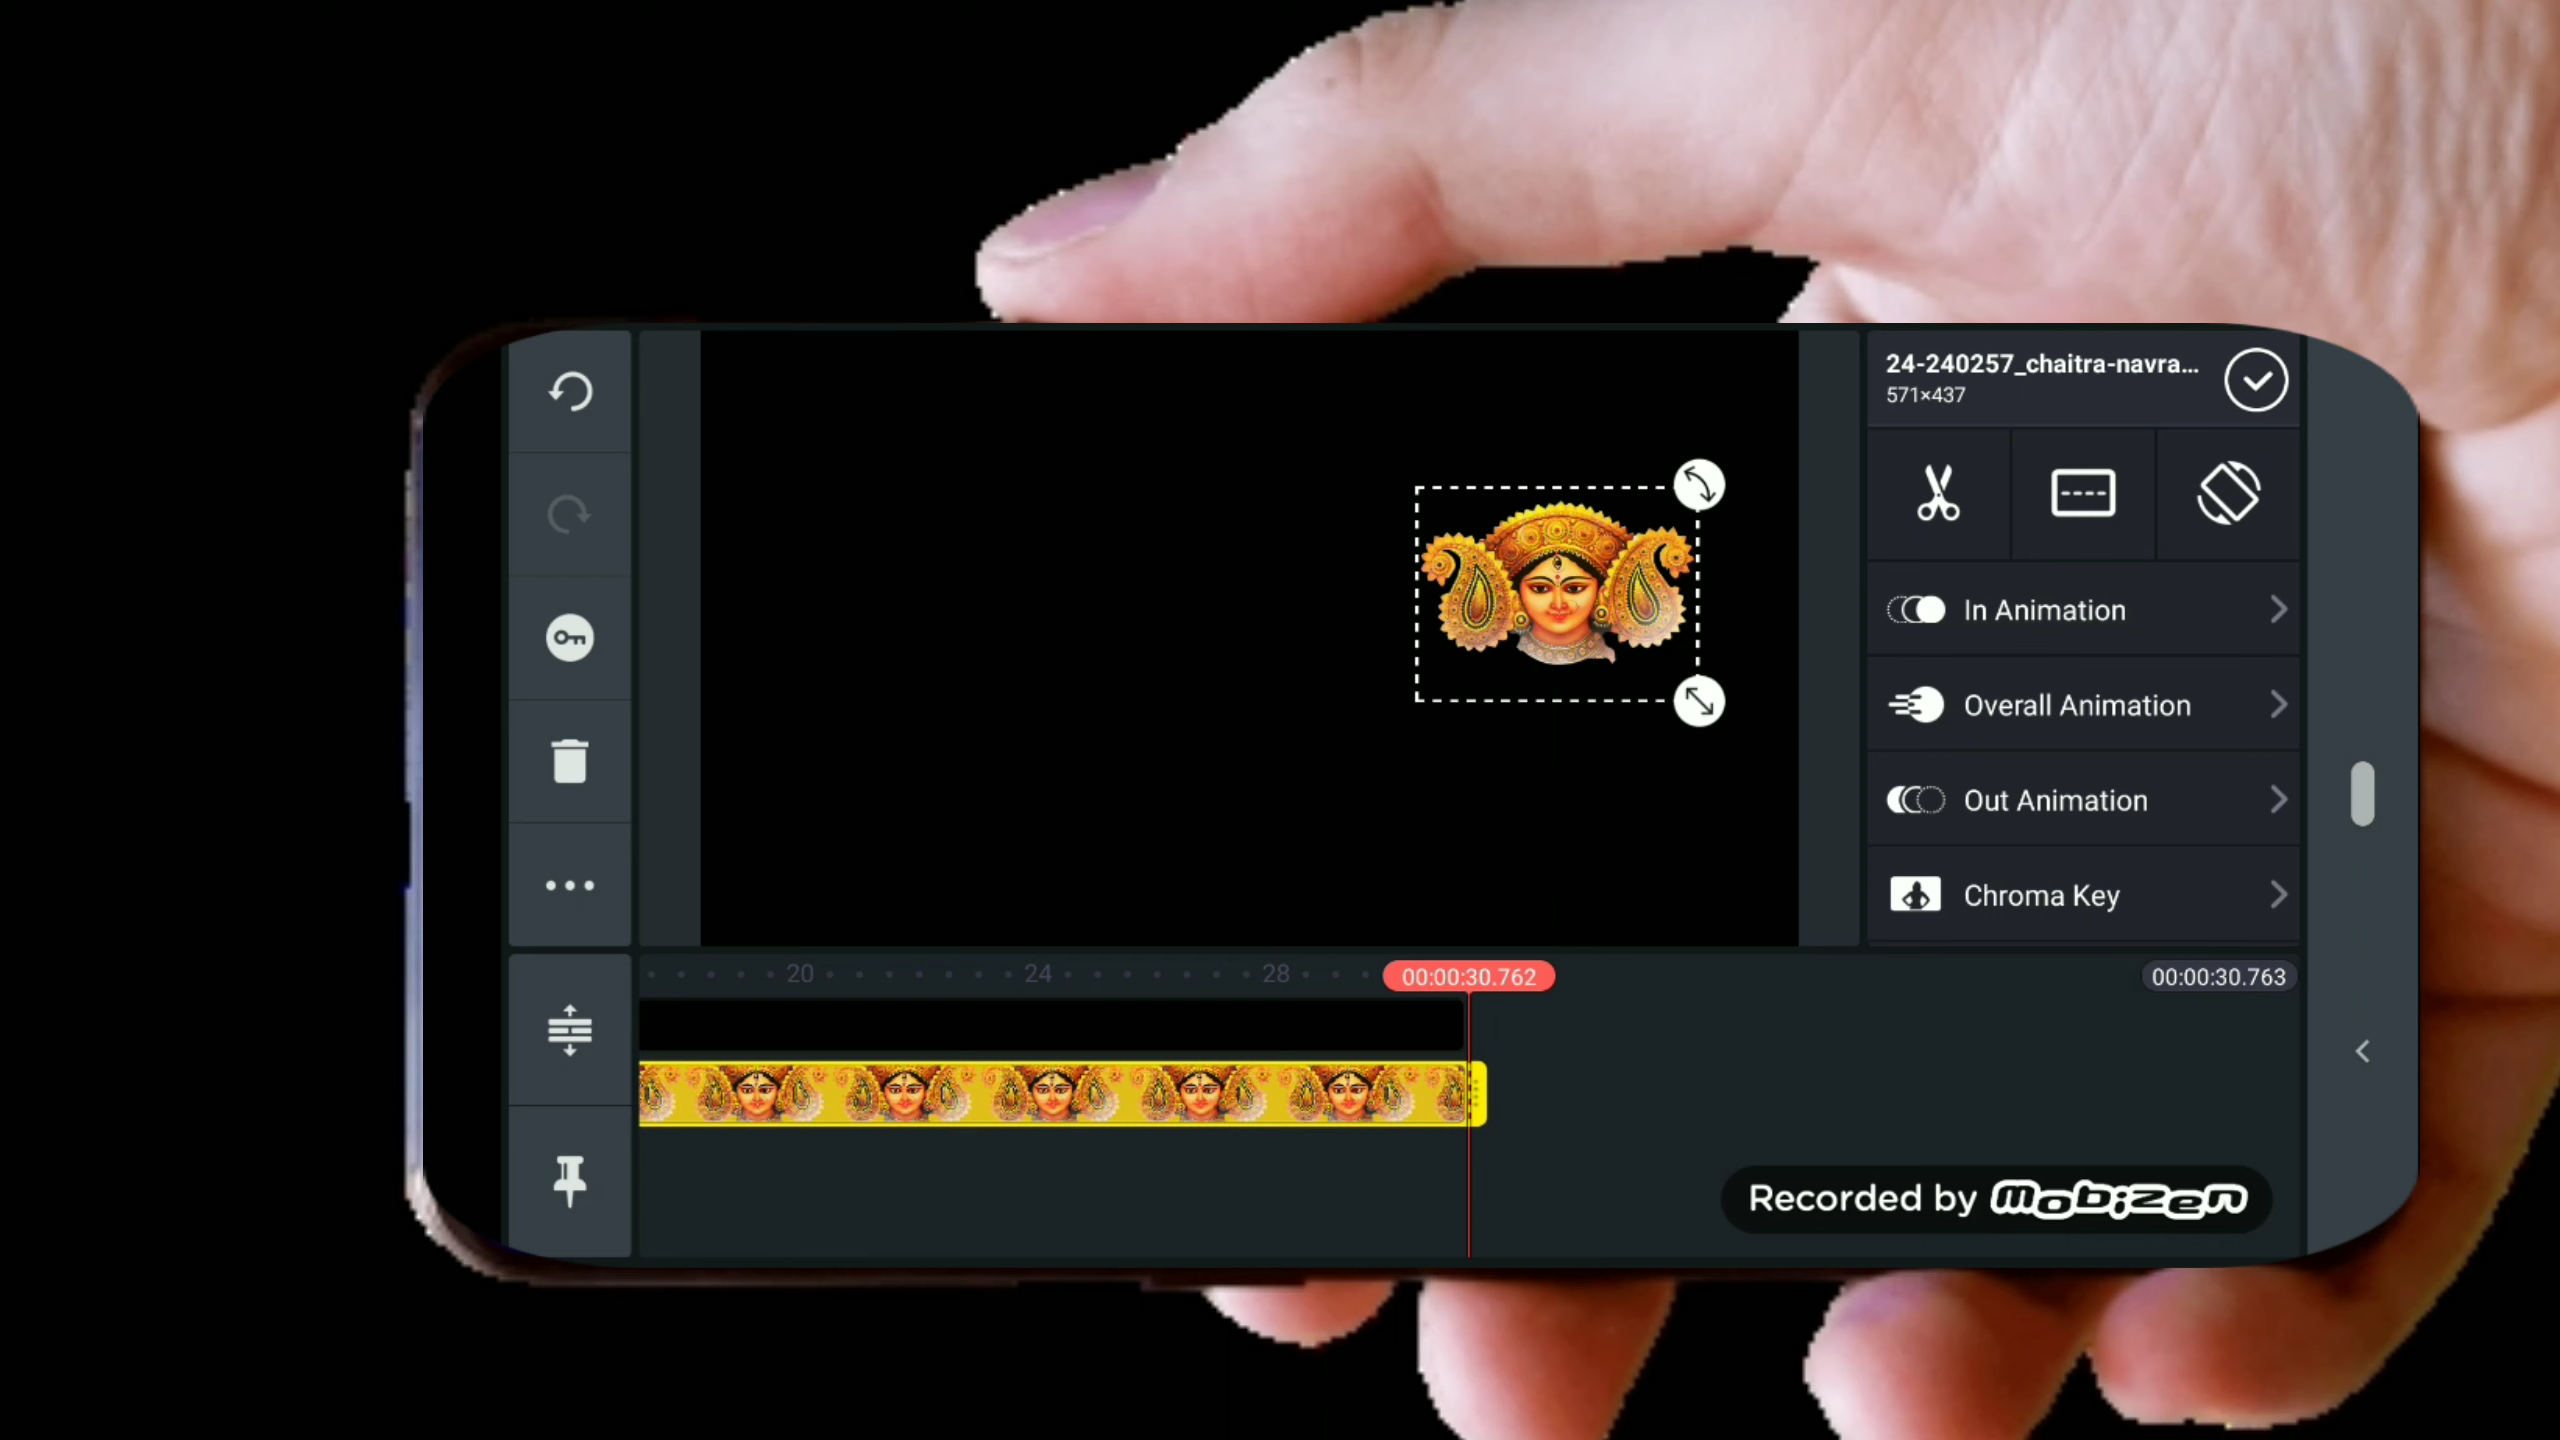 24-240257_chaitra-navra...
571×437
In Animation
Overall Animation
Out Animation
Chroma Key
20 24 28 00:00:30.762 00:00:30.763
Recorded by mobizen